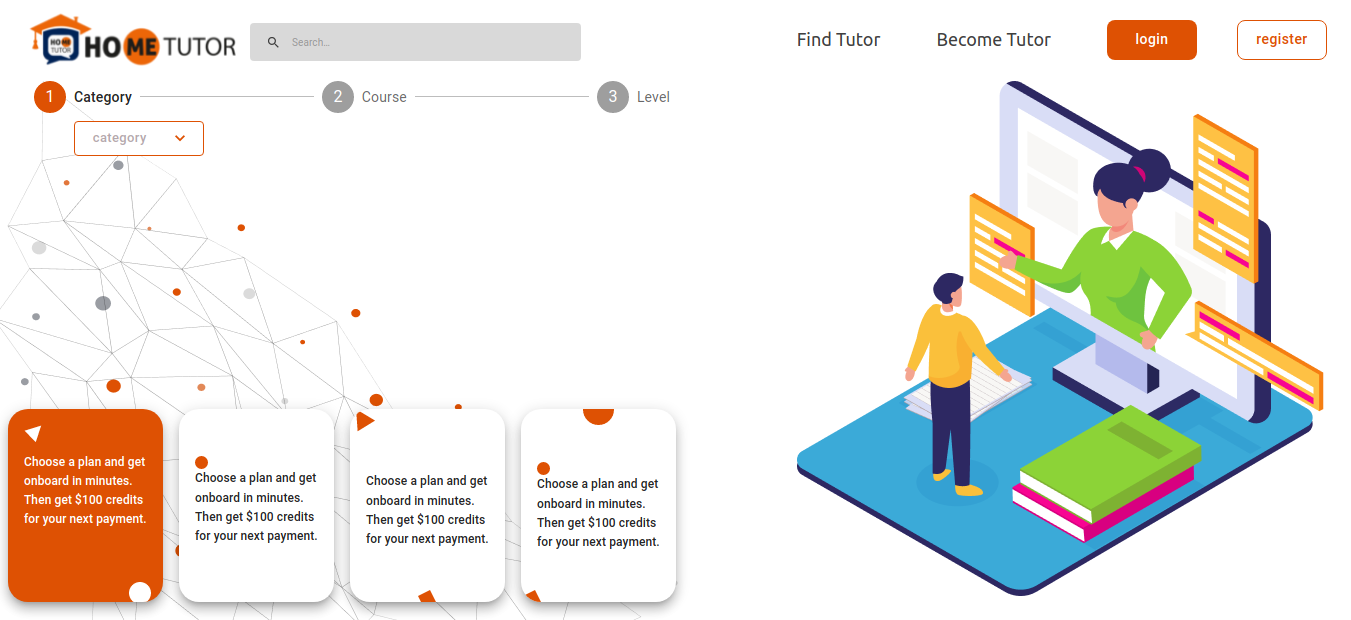 HOME TUTOR
HOME TUTOR
Search...
Find Tutor
Become Tutor
login
register
1 Category
2 Course
3 Level
category
Choose a plan and get
onboard in minutes.
Then get $100 credits
for your next payment.
Choose a plan and get
onboard in minutes.
Then get $100 credits
for your next payment.
Choose a plan and get
onboard in minutes.
Then get $100 credits
for your next payment.
Choose a plan and get
onboard in minutes.
Then get $100 credits
for your next payment.